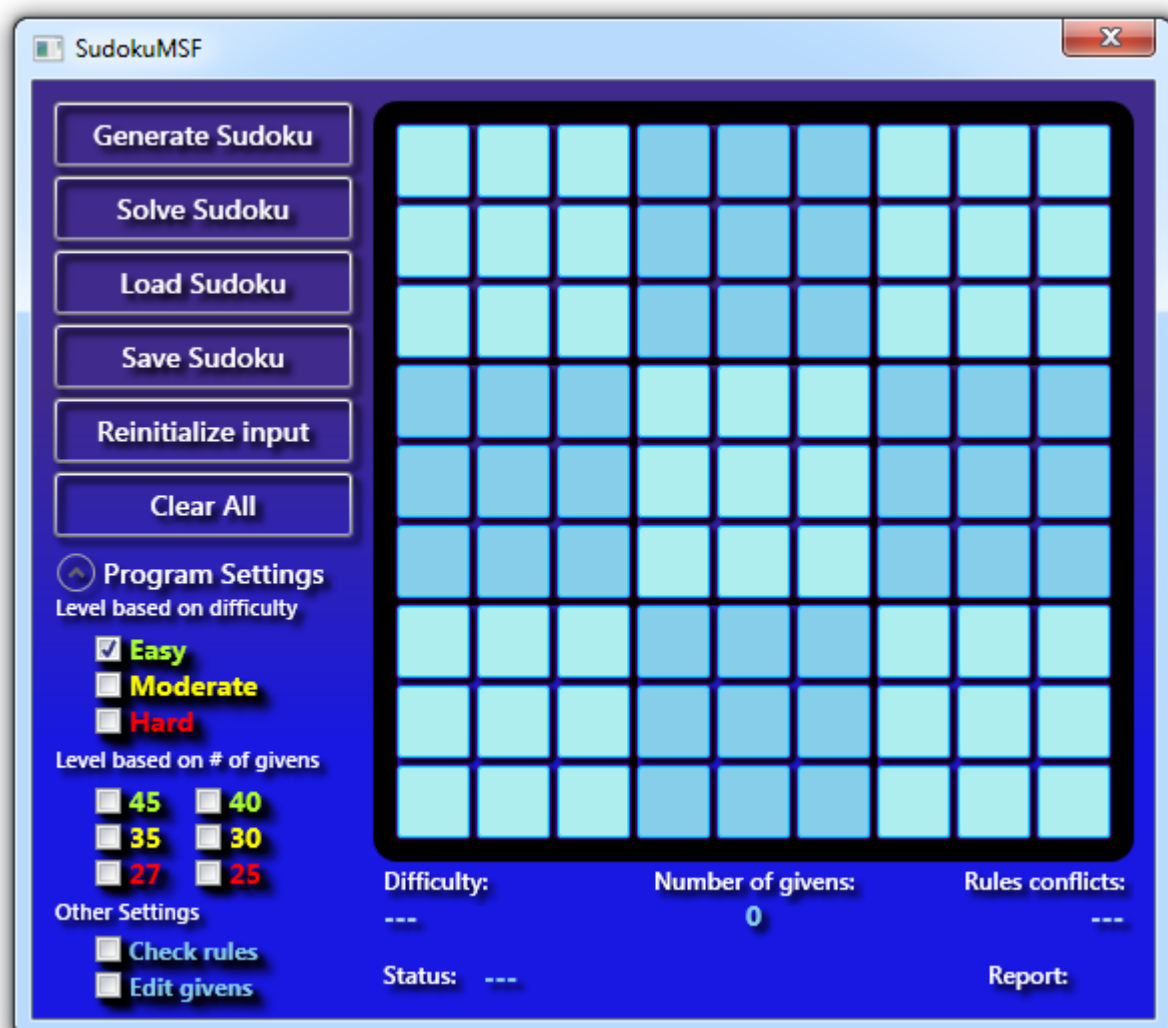 SudokuMSF
Generate Sudoku
Solve Sudoku
Load Sudoku
Save Sudoku
Reinitialize input
Clear All
Program Settings
Level based on difficulty
Easy
Moderate
Hard
Level based on # of givens
45 40
35 30
27 25
Other Settings
Check rules
Edit givens
Difficulty: Number of givens: Rules conflicts:
--- 0 ---
Status: --- Report: